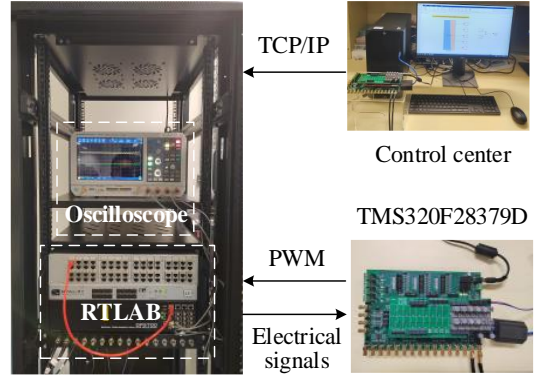 TCP/IP
Control center
Oscilloscope
TMS320F28379D
PWM
RTLAB
Electrical
signals